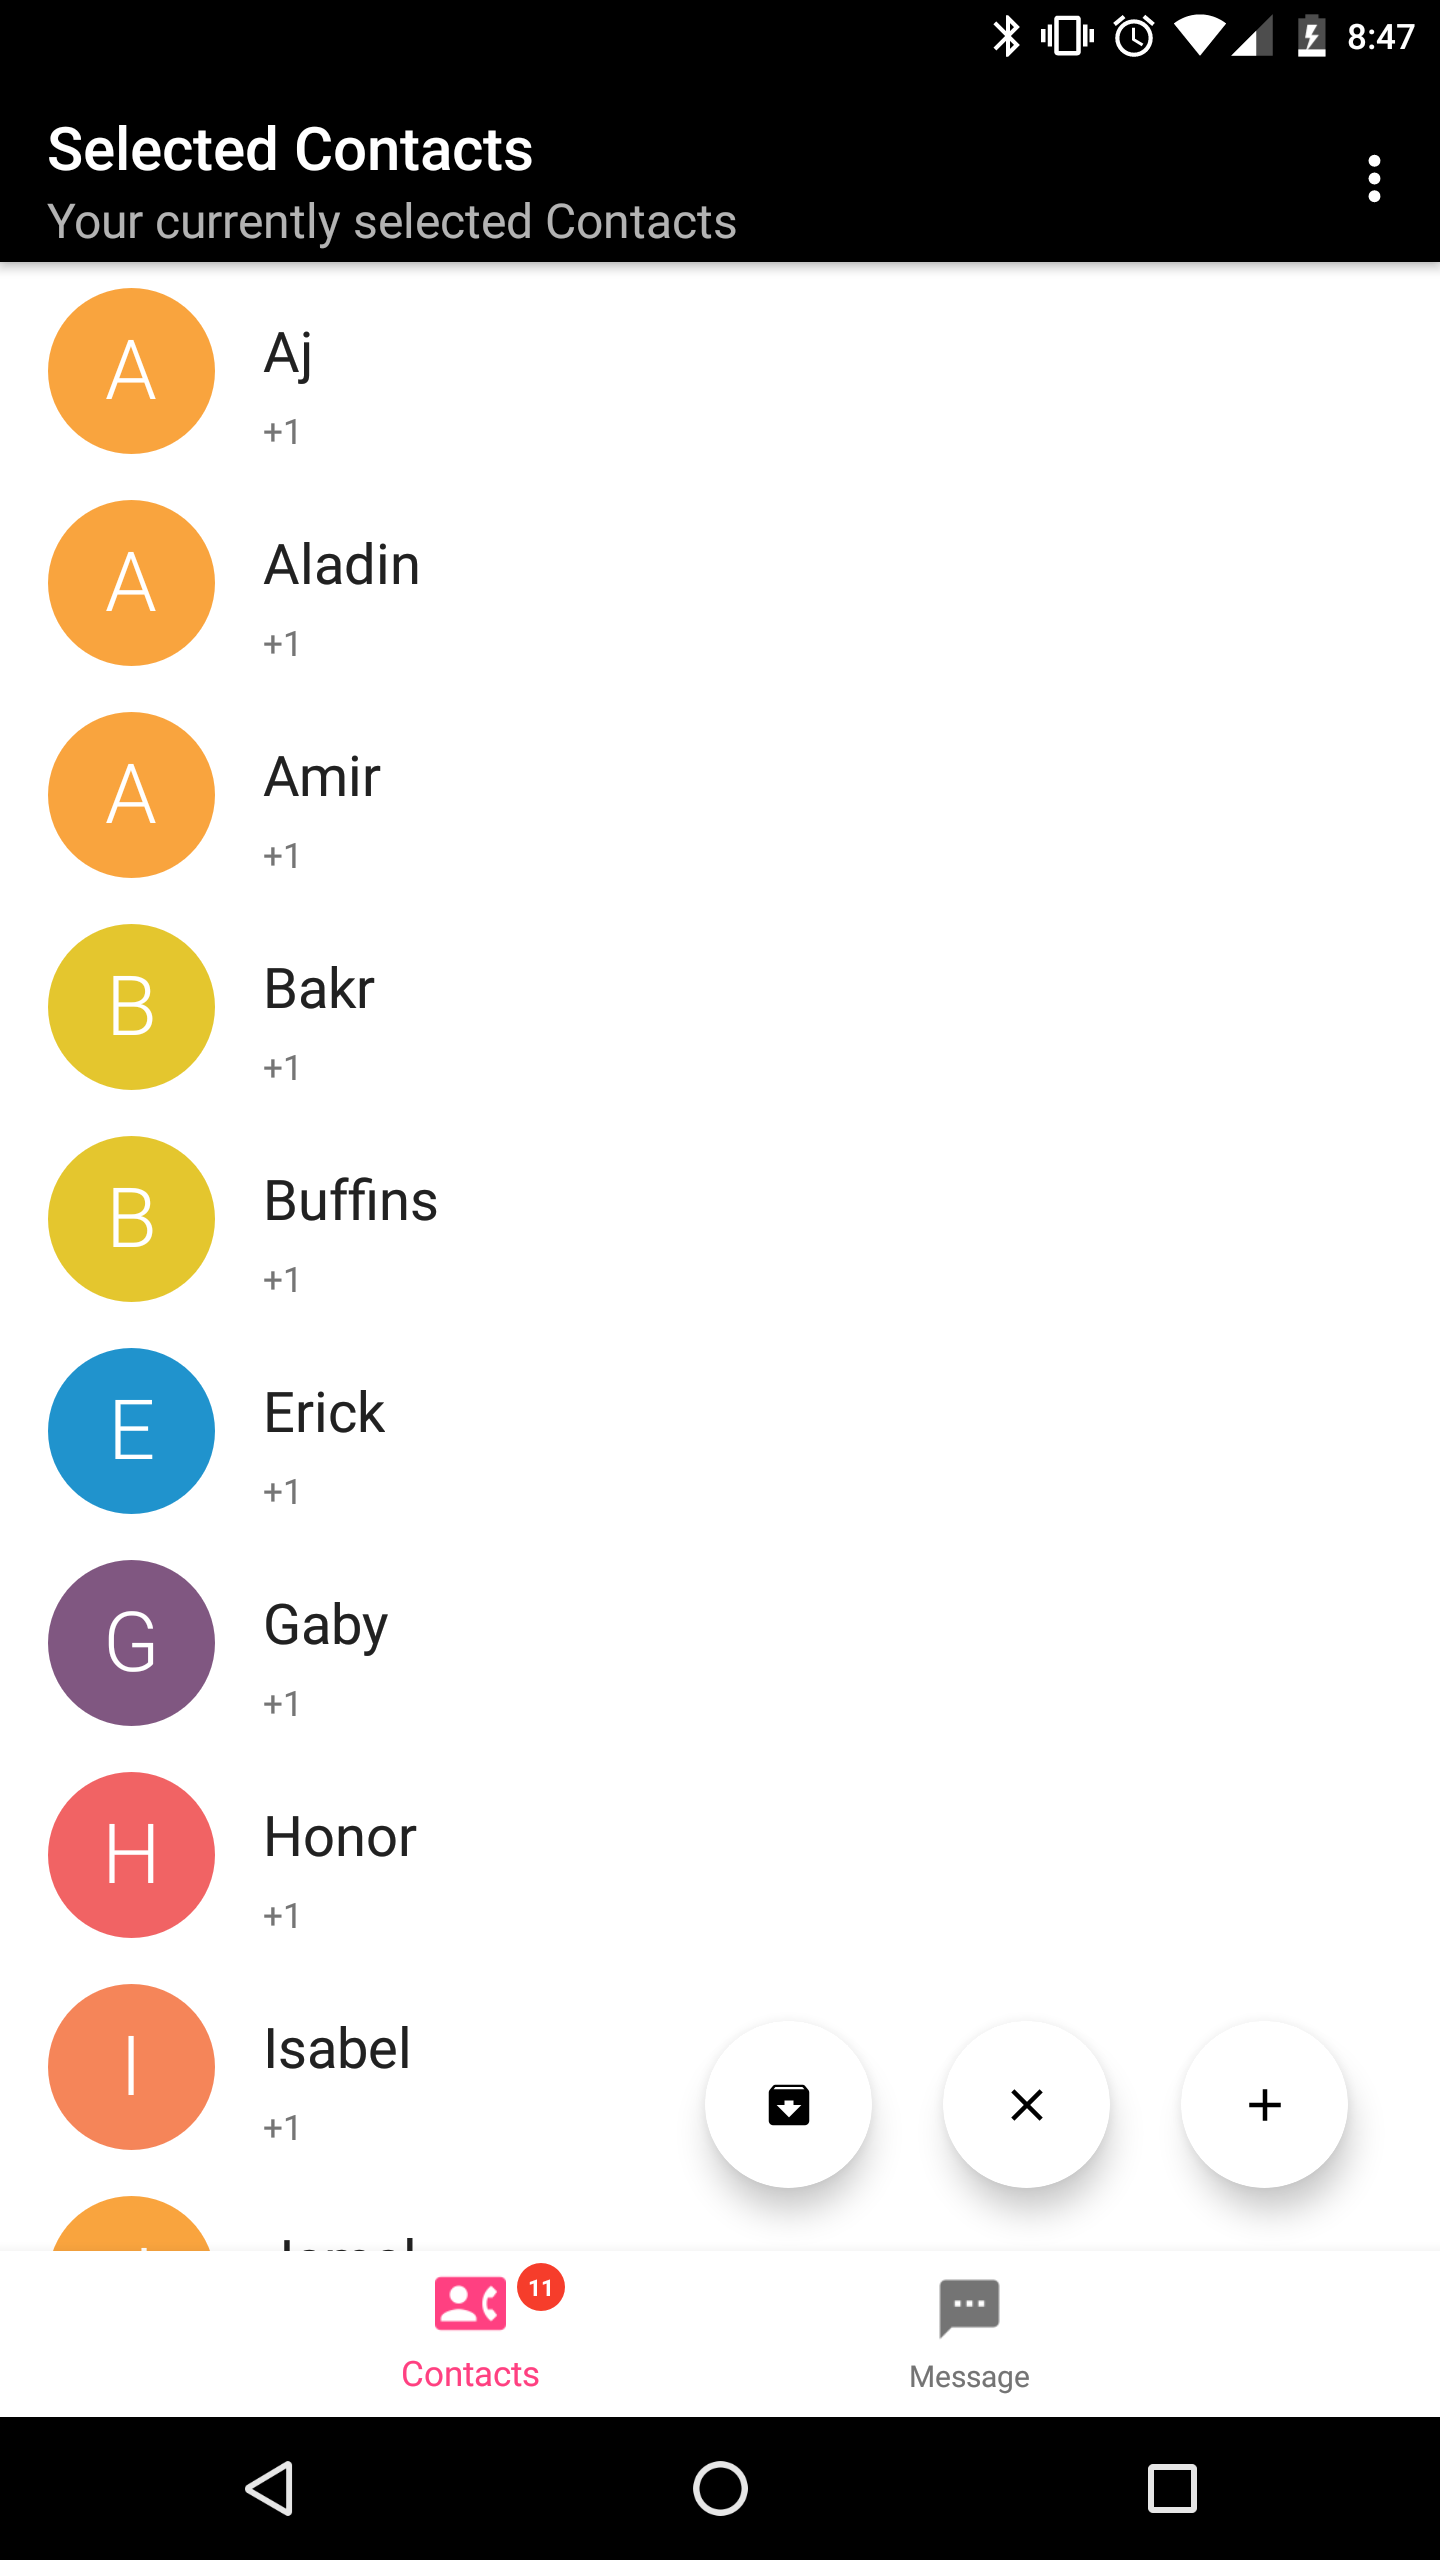 8:47
Selected Contacts
Your currently selected Contacts
A
Aj
+1
A
Aladin
+1
A
Amir
+1
B
Bakr
+1
B
Buffins
+1
E
Erick
+1
G
Gaby
+1
H
Honor
+1
I
Isabel
+1
11
Contacts
Message